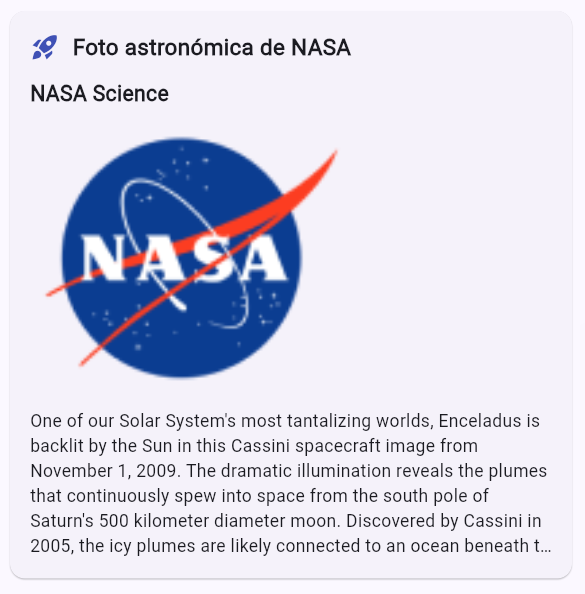 Foto astronómica de NASA
NASA Science
NASA
One of our Solar System's most tantalizing worlds, Enceladus is
backlit by the Sun in this Cassini spacecraft image from
November 1, 2009. The dramatic illumination reveals the plumes
that continuously spew into space from the south pole of
Saturn's 500 kilometer diameter moon. Discovered by Cassini in
2005, the icy plumes are likely connected to an ocean beneath t…